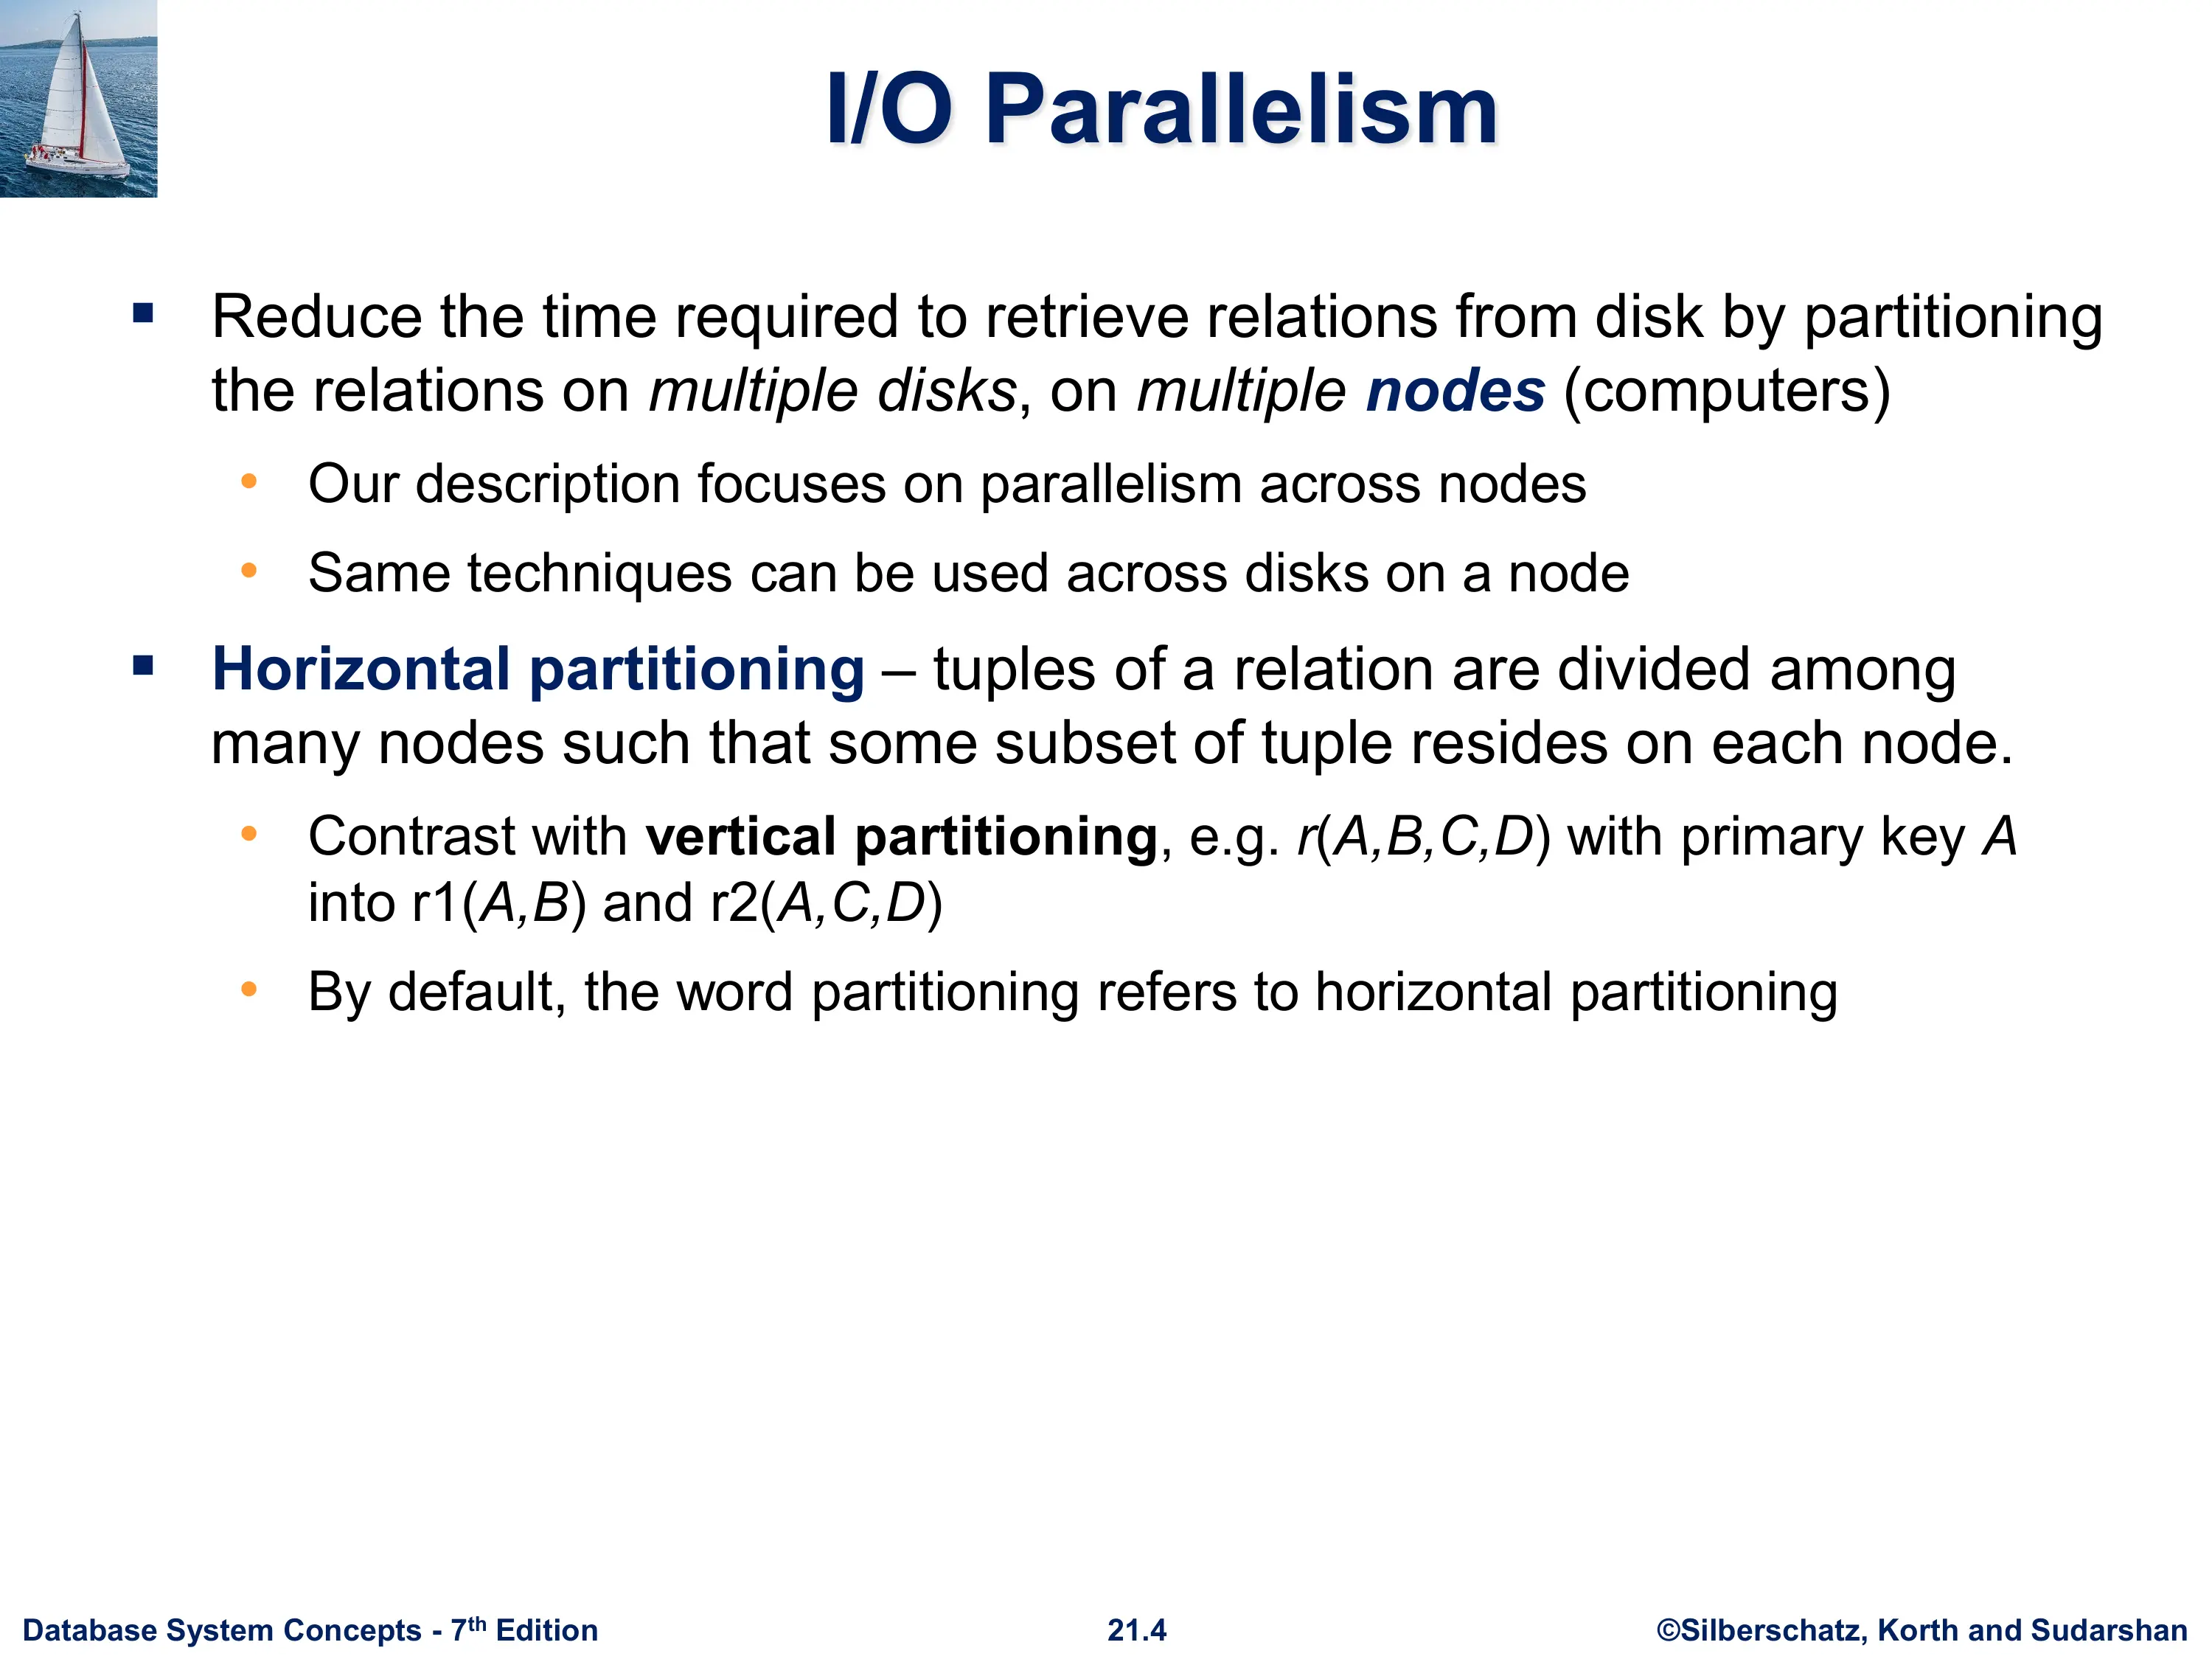 I/O Parallelism
▪ Reduce the time required to retrieve relations from disk by partitioning
the relations on multiple disks, on multiple nodes (computers)
• Our description focuses on parallelism across nodes
• Same techniques can be used across disks on a node
▪ Horizontal partitioning – tuples of a relation are divided among
many nodes such that some subset of tuple resides on each node.
• Contrast with vertical partitioning, e.g. r(A,B,C,D) with primary key A
into r1(A,B) and r2(A,C,D)
• By default, the word partitioning refers to horizontal partitioning
Database System Concepts - 7th Edition
21.4
©Silberschatz, Korth and Sudarshan